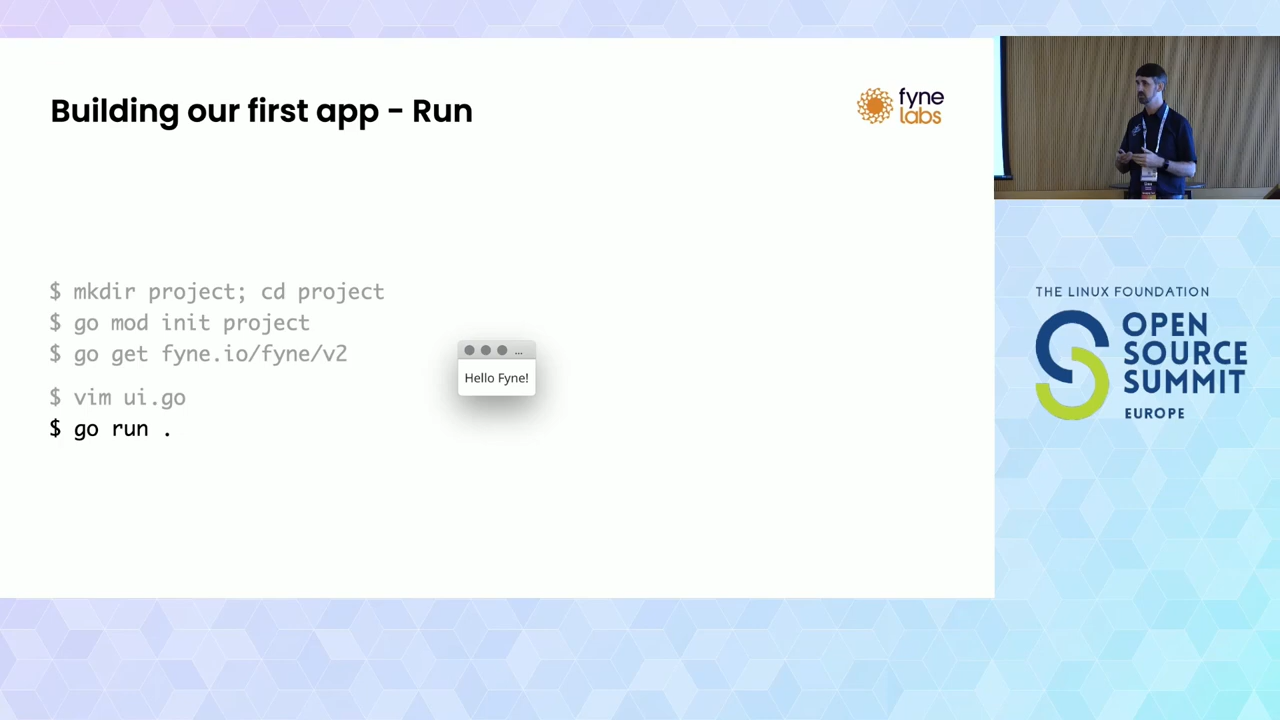 Building our first app - Run
fyne
labs
$ mkdir project; cd project
$ go mod init project
$ go get fyne.io/fyne/v2
$ vim ui.go
$ go run .
...
Hello Fyne!
THE LINUX FOUNDATION
OPEN
SOURCE
SUMMIT
EUROPE